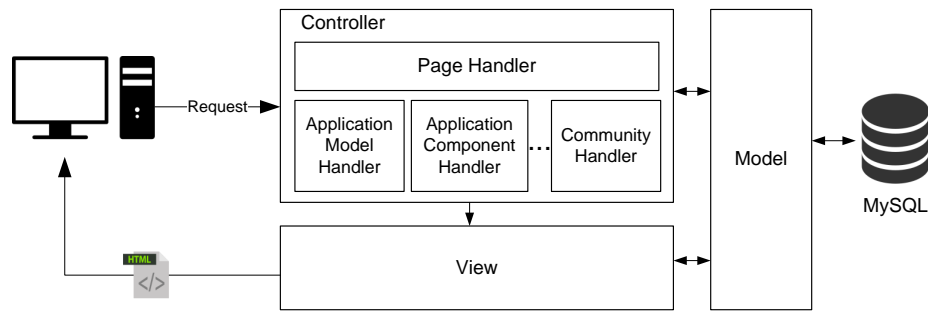 Controller
Page Handler
Request
Application
Model
Handler
Application
Component
Handler
...
Community
Handler
Model
MySQL
View
HTML
</>